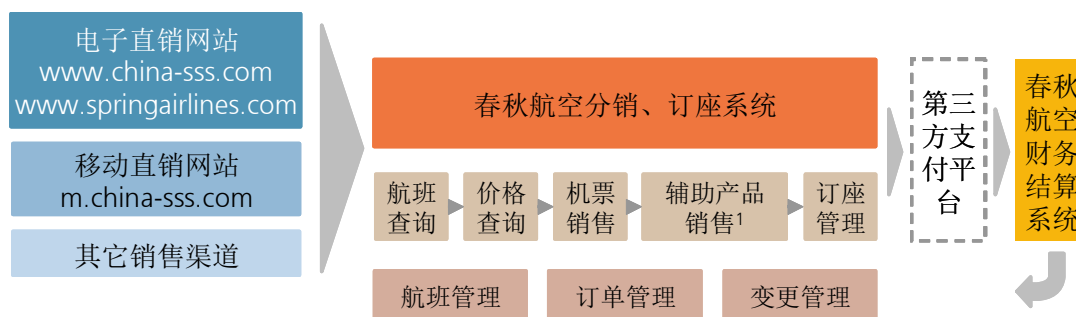 电子直销网站
www.china-sss.com
www.springairlines.com
移动直销网站
m.china-sss.com
其它销售渠道
春秋航空分销、订座系统
航班
查询
价格
查询
机票
销售
辅助产品
销售¹
订座
管理
航班管理
订单管理
变更管理
第三
方支
付平
台
春秋
航空
财务
结算
系统